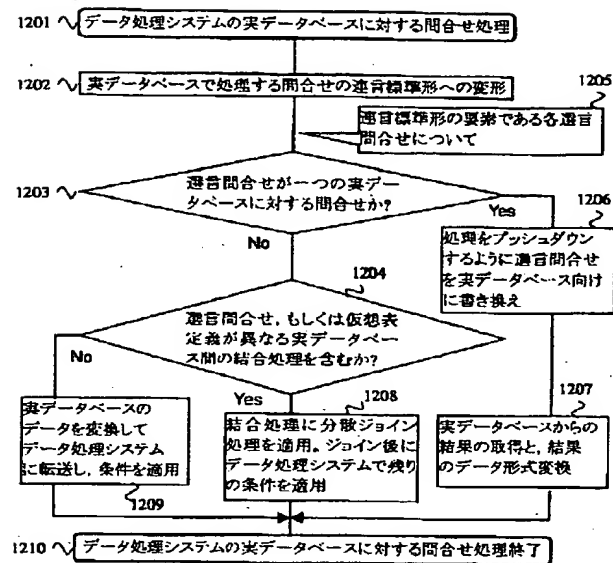 1201
データ処理システムの実データベースに対する問合せ処理
1202
実データベースで処理する問合せの連言標準形への変形
1205
連言標準形の要素である各選言
問合せについて
1203
選言問合せが一つの実デー
タベースに対する問合せか?
Yes
No
1206
処理をプッシュダウン
するように選言問合せ
を実データベース向け
に書き換え
1204
選言問合せ,もしくは仮想表
定義が異なる実データベー
ス間の結合処理を含むか?
No
Yes
1208
1207
実データベースの
データを変換して
データ処理システム
に転送し,条件を適用
1209
結合処理に分散ジョイン
処理を適用。ジョイン後に
データ処理システムで残り
の条件を適用
実データベースからの
結果の取得と,結果
のデータ形式変換
1210
データ処理システムの実データベースに対する問合せ処理終了